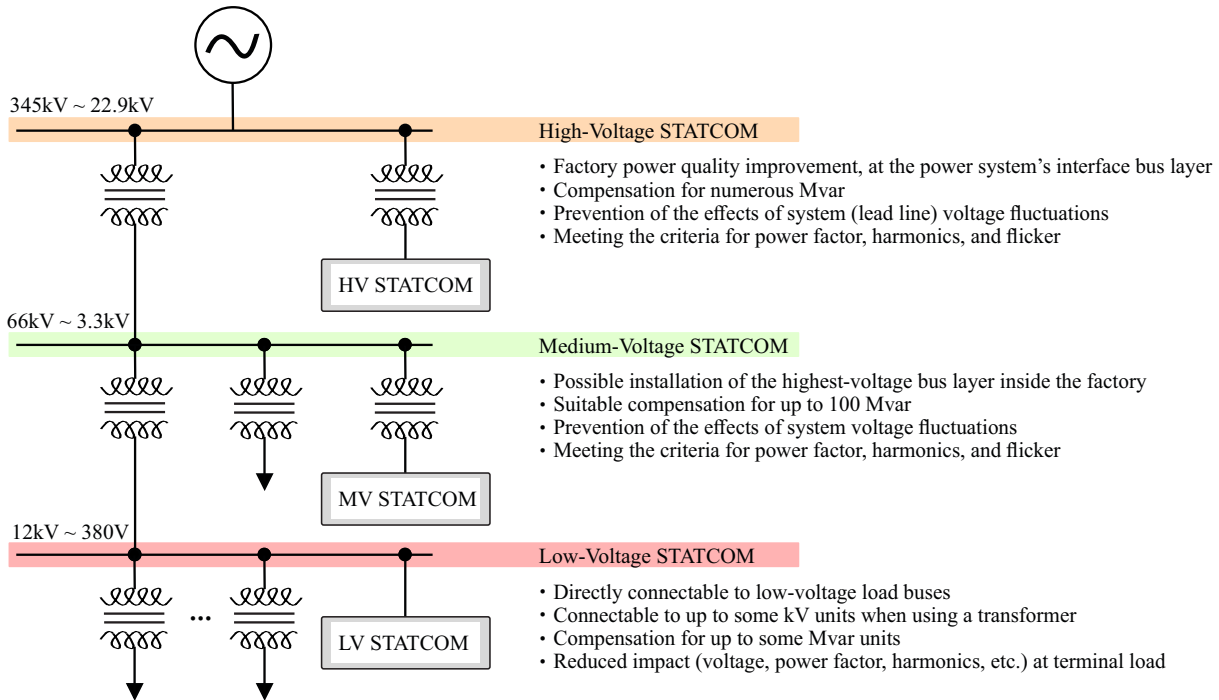 345kV ~ 22.9kV
High-Voltage STATCOM
・Factory power quality improvement, at the power system’s interface bus layer
・Compensation for numerous Mvar
・Prevention of the effects of system (lead line) voltage fluctuations
・Meeting the criteria for power factor, harmonics, and flicker
HV STATCOM
66kV ~ 3.3kV
Medium-Voltage STATCOM
・Possible installation of the highest-voltage bus layer inside the factory
・Suitable compensation for up to 100 Mvar
・Prevention of the effects of system voltage fluctuations
・Meeting the criteria for power factor, harmonics, and flicker
MV STATCOM
12kV ~ 380V
Low-Voltage STATCOM
・Directly connectable to low-voltage load buses
・Connectable to up to some kV units when using a transformer
・Compensation for up to some Mvar units
・Reduced impact (voltage, power factor, harmonics, etc.) at terminal load
...
LV STATCOM